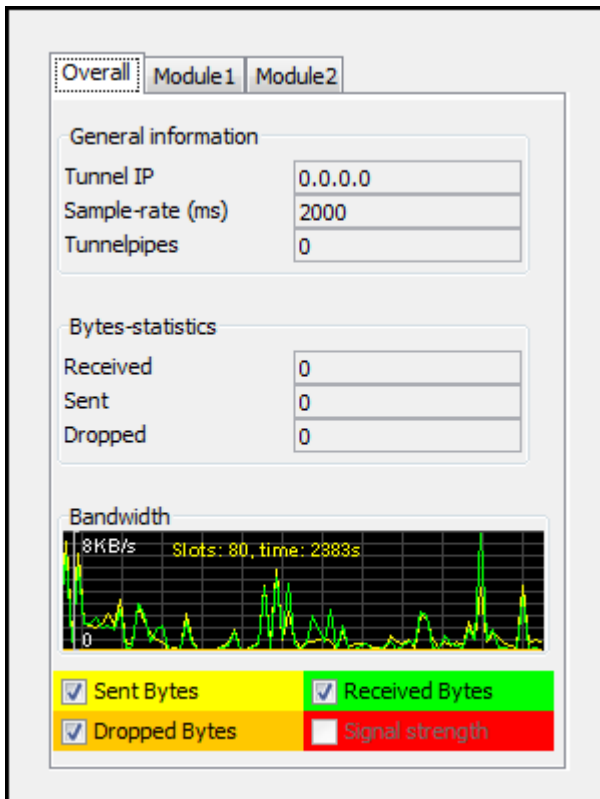 Overall Module1 Module2
General information
Tunnel IP 0.0.0.0
Sample-rate (ms) 2000
Tunnelpipes 0
Bytes-statistics
Received 0
Sent 0
Dropped 0
Bandwidth
8KB/s Slots: 80, time: 2383s
0
Sent Bytes Received Bytes
Dropped Bytes Signal strength